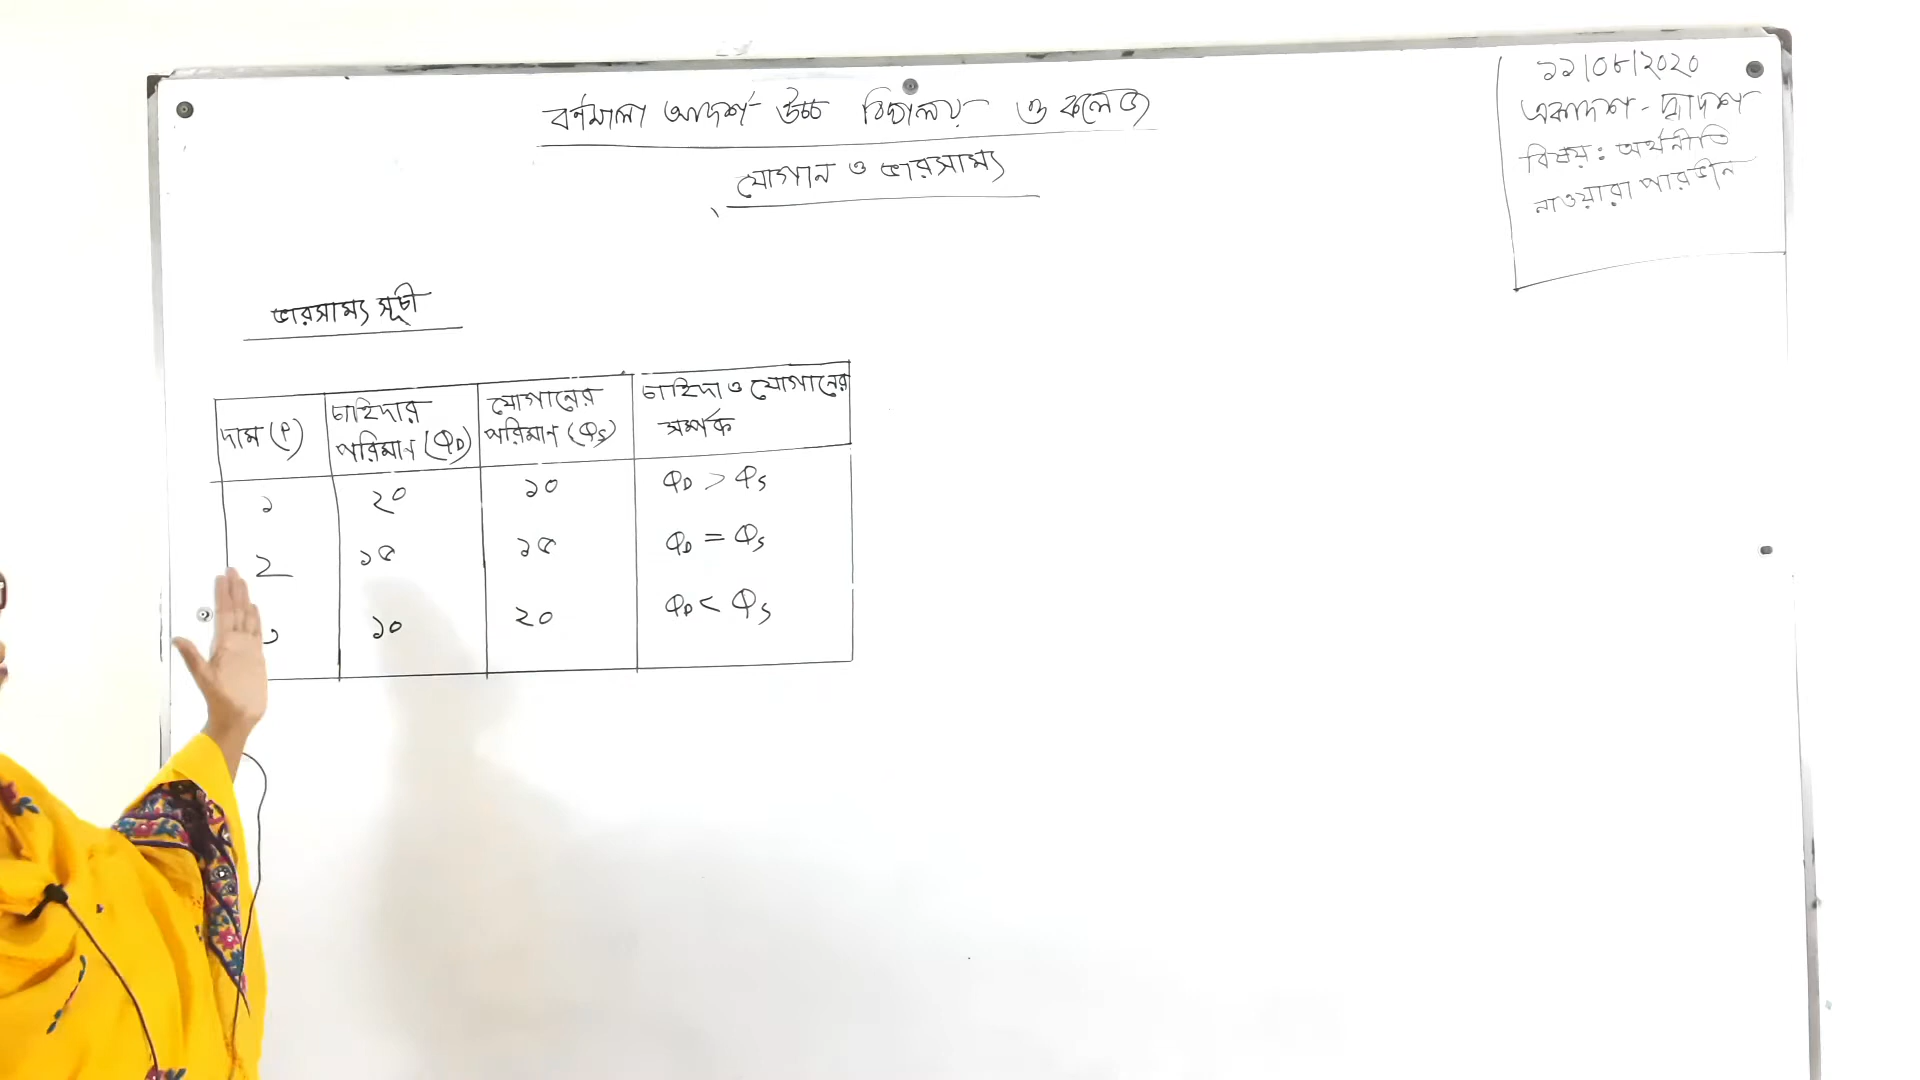 বর্ণমালা আদর্শ উচ্চ বিদ্যালয় ও কলেজ
যোগান ও ভারসাম্য
১১/০৮/২০২০
একাদশ - দ্বাদশ
বিষয় : অর্থনীতি
নাওয়ারা পারভীন
ভারসাম্য সূচী
দাম (P) চাহিদার পরিমান (QD) যোগানের পরিমান (QS) চাহিদা ও যোগানের সম্পর্ক
১ ২০ ১০ QD > QS
২ ১৫ ১৫ QD = QS
১০ ২০ QD < QS